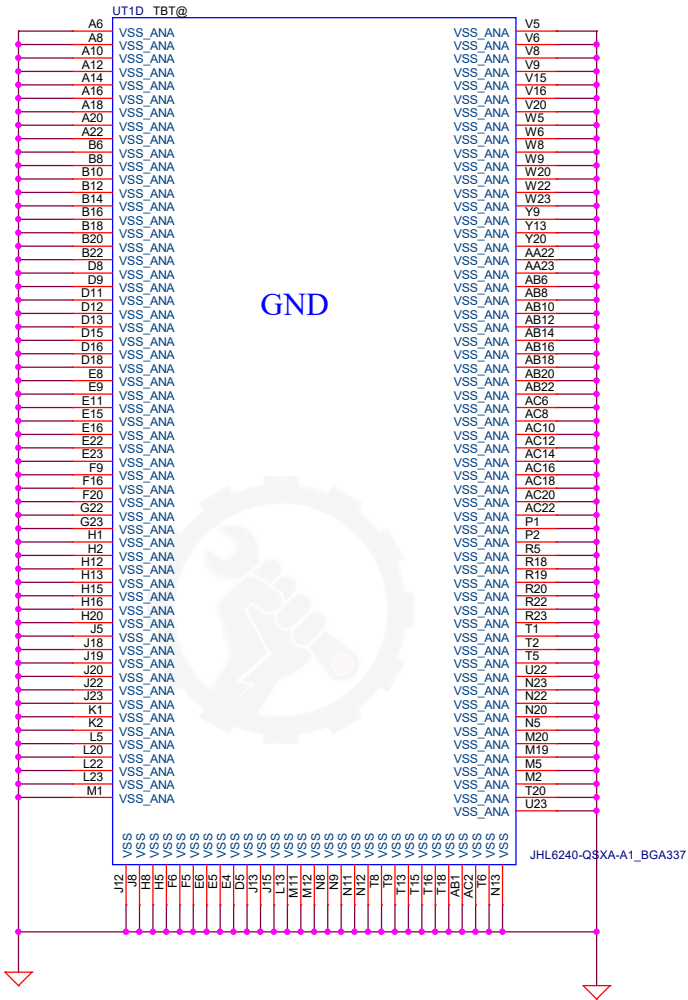 UT1D TBT@
A6 VSS_ANA VSS_ANA V5
A8 VSS_ANA VSS_ANA V6
A10 VSS_ANA VSS_ANA V8
A12 VSS_ANA VSS_ANA V9
A14 VSS_ANA VSS_ANA V15
A16 VSS_ANA VSS_ANA V16
A18 VSS_ANA VSS_ANA V20
A20 VSS_ANA VSS_ANA W5
A22 VSS_ANA VSS_ANA W6
B6 VSS_ANA VSS_ANA W8
B8 VSS_ANA VSS_ANA W9
B10 VSS_ANA VSS_ANA W20
B12 VSS_ANA VSS_ANA W22
B14 VSS_ANA VSS_ANA W23
B16 VSS_ANA VSS_ANA Y9
B18 VSS_ANA VSS_ANA Y13
B20 VSS_ANA VSS_ANA Y20
B22 VSS_ANA VSS_ANA AA22
D8 VSS_ANA VSS_ANA AA23
D9 VSS_ANA VSS_ANA AB6
D11 VSS_ANA VSS_ANA AB8
GND
D12 VSS_ANA VSS_ANA AB10
D13 VSS_ANA VSS_ANA AB12
D15 VSS_ANA VSS_ANA AB14
D16 VSS_ANA VSS_ANA AB16
D18 VSS_ANA VSS_ANA AB18
E8 VSS_ANA VSS_ANA AB20
E9 VSS_ANA VSS_ANA AB22
E11 VSS_ANA VSS_ANA AC6
E15 VSS_ANA VSS_ANA AC8
E16 VSS_ANA VSS_ANA AC10
E22 VSS_ANA VSS_ANA AC12
E23 VSS_ANA VSS_ANA AC14
F9 VSS_ANA VSS_ANA AC16
F16 VSS_ANA VSS_ANA AC18
F20 VSS_ANA VSS_ANA AC20
G22 VSS_ANA VSS_ANA AC22
G23 VSS_ANA VSS_ANA P1
H1 VSS_ANA VSS_ANA P2
H2 VSS_ANA VSS_ANA R5
H12 VSS_ANA VSS_ANA R18
H13 VSS_ANA VSS_ANA R19
H15 VSS_ANA VSS_ANA R20
H16 VSS_ANA VSS_ANA R22
H20 VSS_ANA VSS_ANA R23
J5 VSS_ANA VSS_ANA T1
J18 VSS_ANA VSS_ANA T2
J19 VSS_ANA VSS_ANA T5
J20 VSS_ANA VSS_ANA U22
J22 VSS_ANA VSS_ANA N23
J23 VSS_ANA VSS_ANA N22
K1 VSS_ANA VSS_ANA N20
K2 VSS_ANA VSS_ANA N5
L5 VSS_ANA VSS_ANA M20
L20 VSS_ANA VSS_ANA M19
L22 VSS_ANA VSS_ANA M5
L23 VSS_ANA VSS_ANA M2
M1 VSS_ANA VSS_ANA T20
VSS_ANA U23
VSS VSS VSS VSS VSS VSS VSS VSS VSS VSS VSS VSS VSS VSS VSS VSS VSS VSS VSS VSS VSS VSS VSS VSS VSS VSS VSS VSS VSS
JHL6240-QSXA-A1_BGA337
J12 J8 H8 H5 F6 F5 E6 E5 E4 D5 J13 J15 L13 M11 M12 N8 N9 N11 N12 T8 T9 T13 T15 T16 T18 AB1 AC2 T6 N13